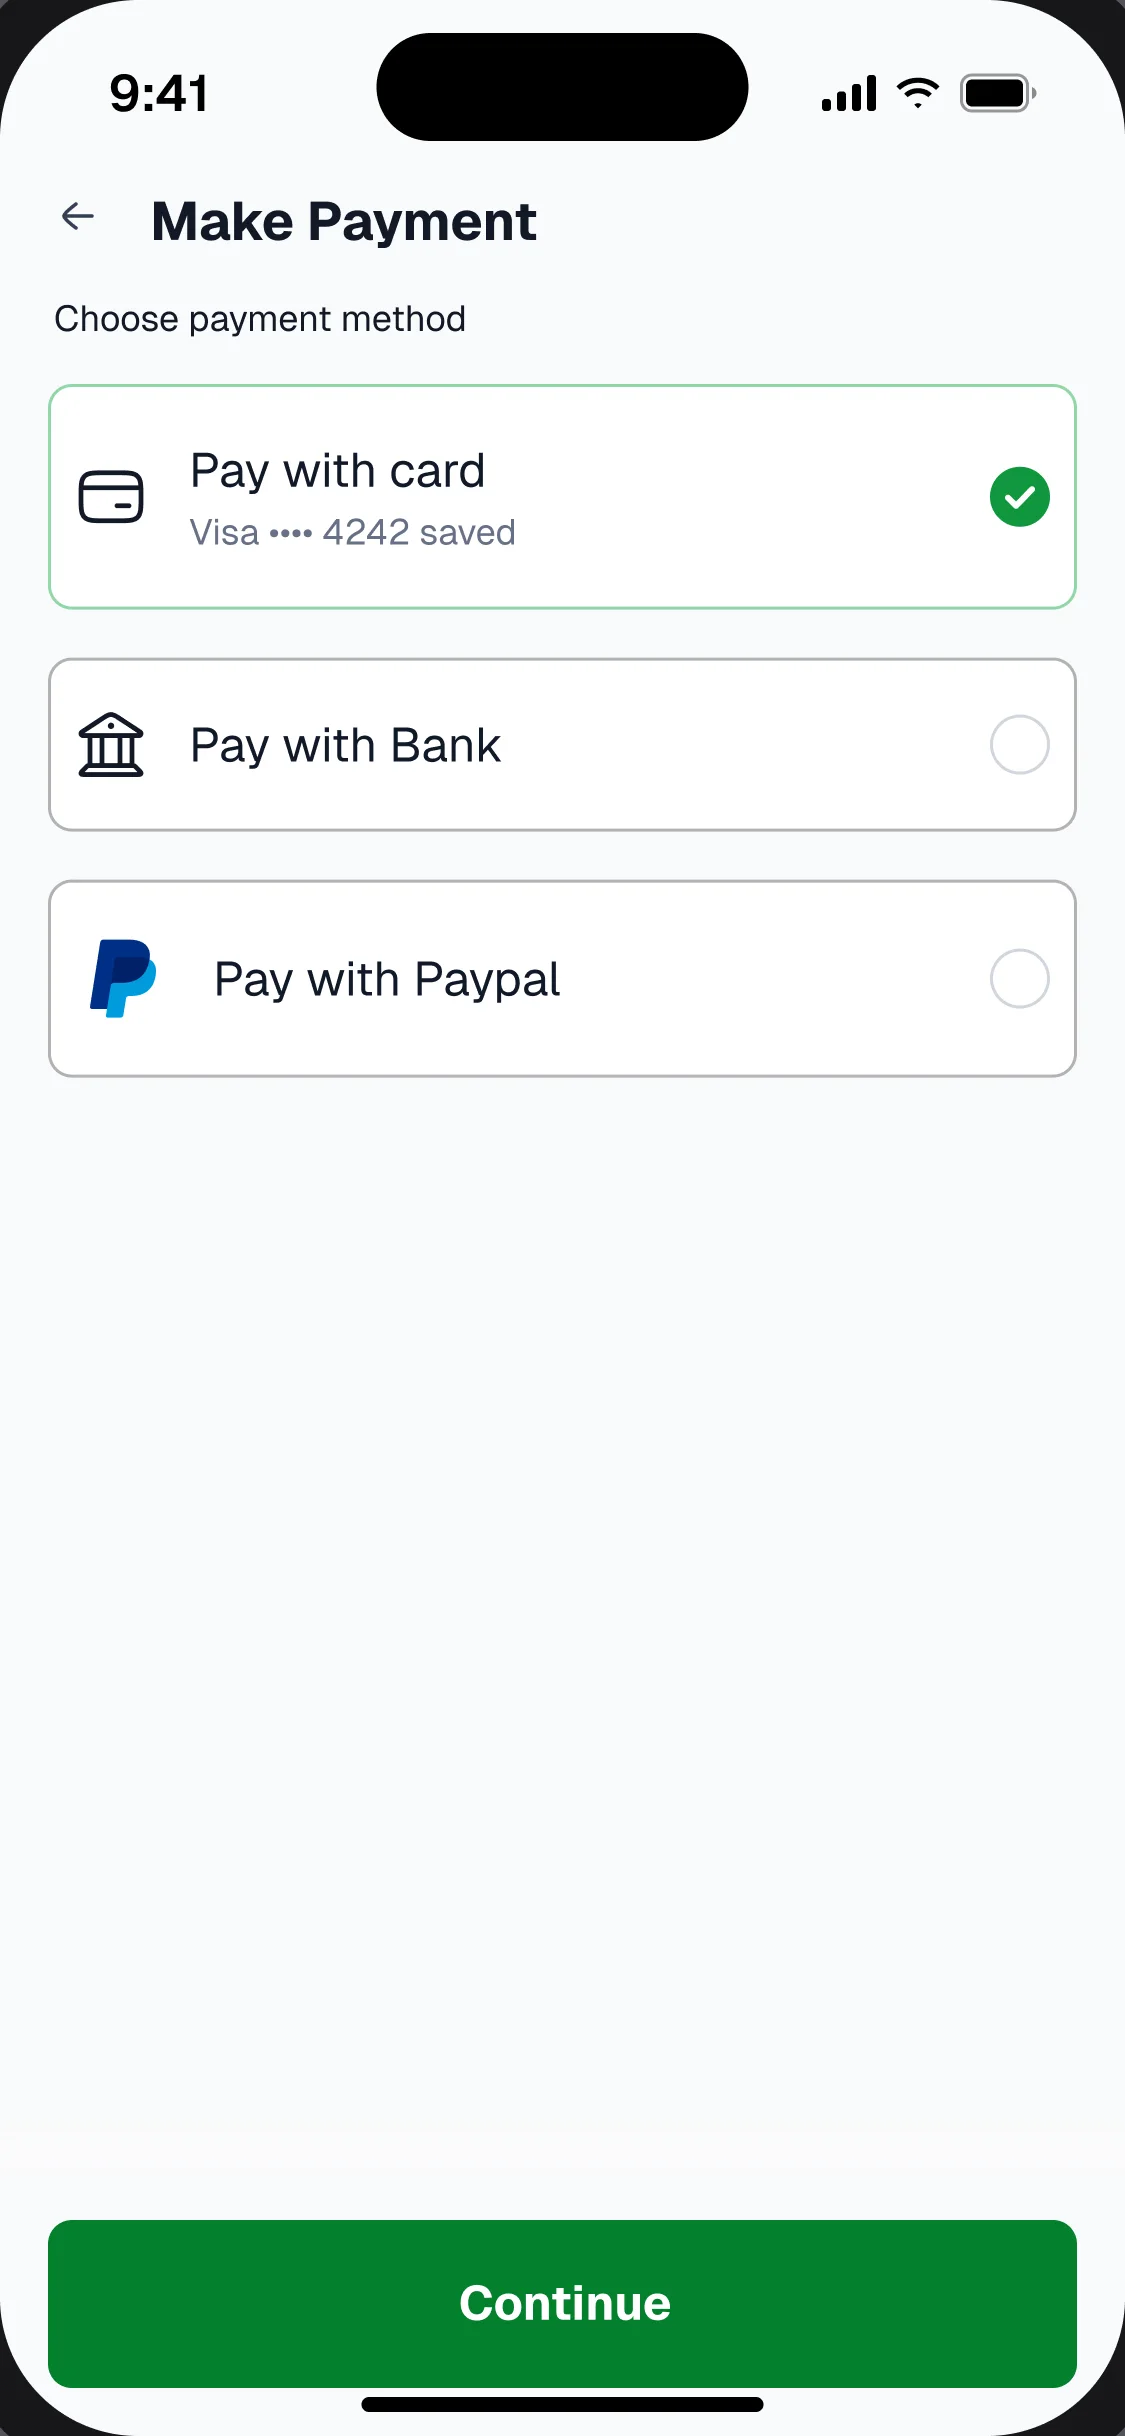 9:41
Make Payment
Choose payment method
Pay with card
Visa •••• 4242 saved
Pay with Bank
Pay with Paypal
Continue